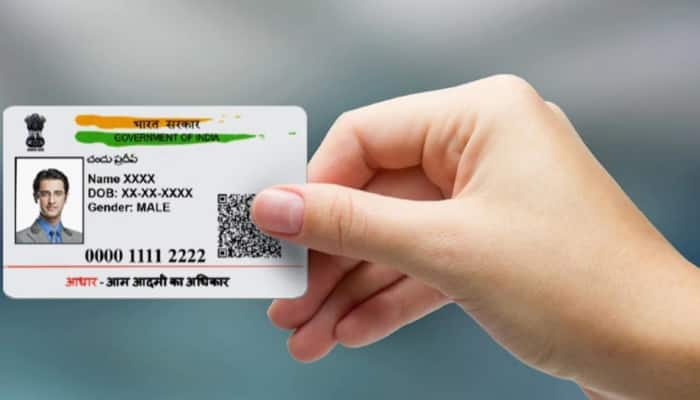 भारत सरकार
GOVERNMENT OF INDIA
చందు ప్రదీప్
Name XXXX
DOB: XX-XX-XXXX
Gender: MALE
0000 1111 2222
आधार - आम आदमी का अधिकार